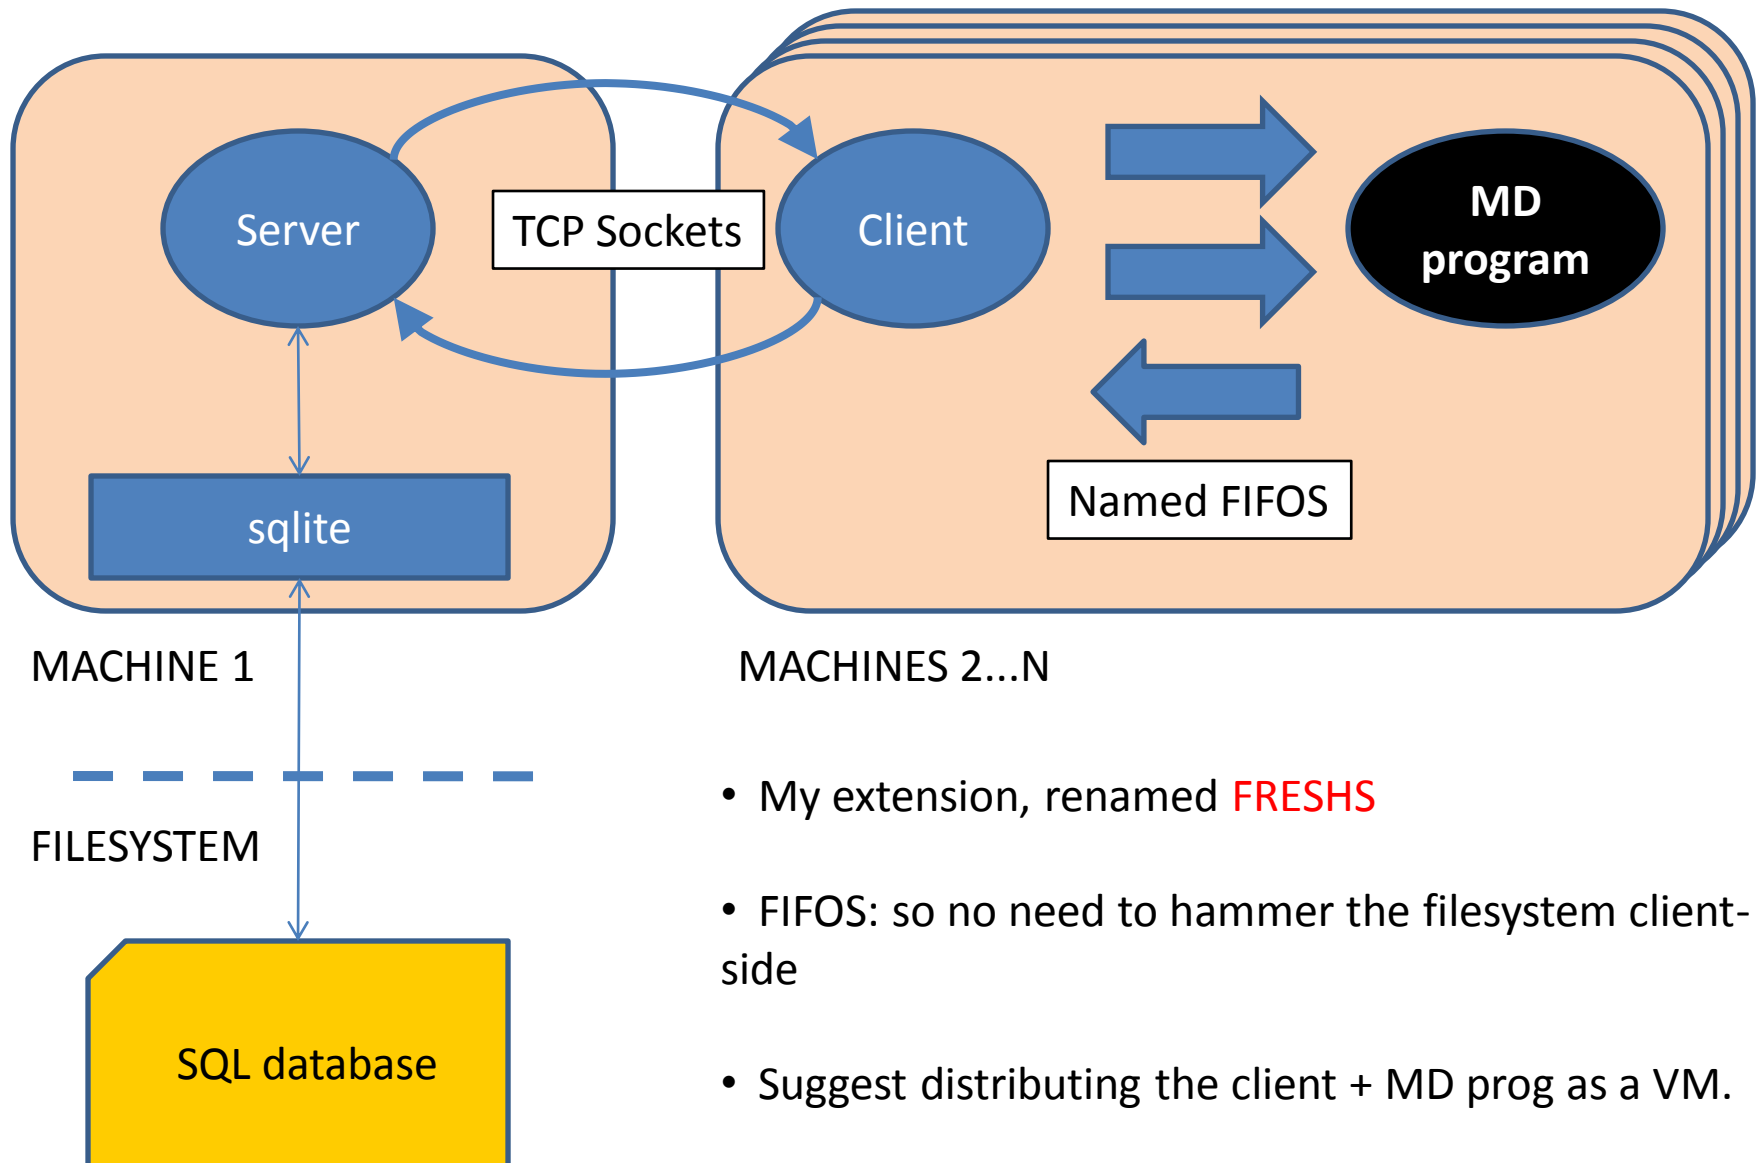 Server
TCP Sockets
Client
MD
program
Named FIFOS
sqlite
MACHINE 1
MACHINES 2...N
FILESYSTEM
SQL database
• My extension, renamed FRESHS
• FIFOS: so no need to hammer the filesystem client-
side
• Suggest distributing the client + MD prog as a VM.